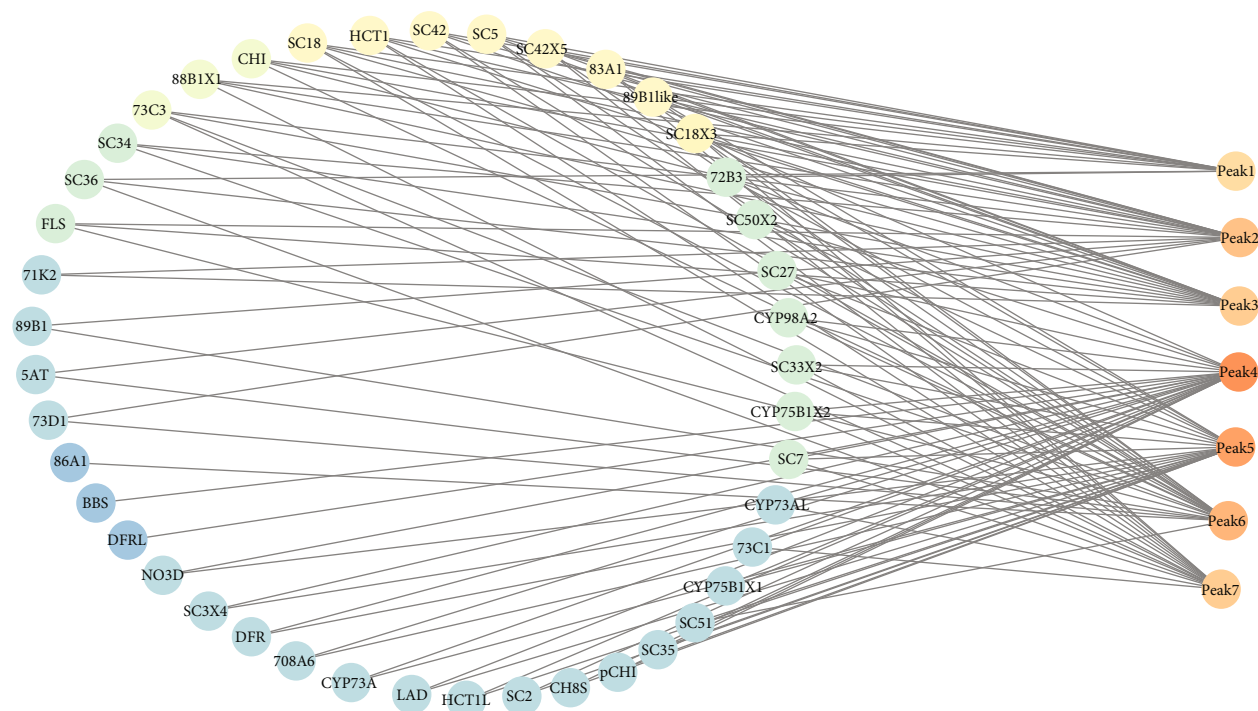 SC42
SC5
HCT1
SC18
SC42X5
CHI
83A1
88B1X1
89B1like
73C3
SC18X3
SC34
Peak1
72B3
SC36
SC50X2
FLS
Peak2
SC27
71K2
Peak3
CYP98A2
89B1
SC33X2
Peak4
5AT
CYP75B1X2
73D1
Peak5
SC7
86A1
BBS
CYP73AL
Peak6
DFRL
73C1
NO3D
CYP75B1X1
Peak7
SC3X4
SC51
DFR
SC35
708A6
pCHI
CYP73A
CH8S
LAD
SC2
HCT1L